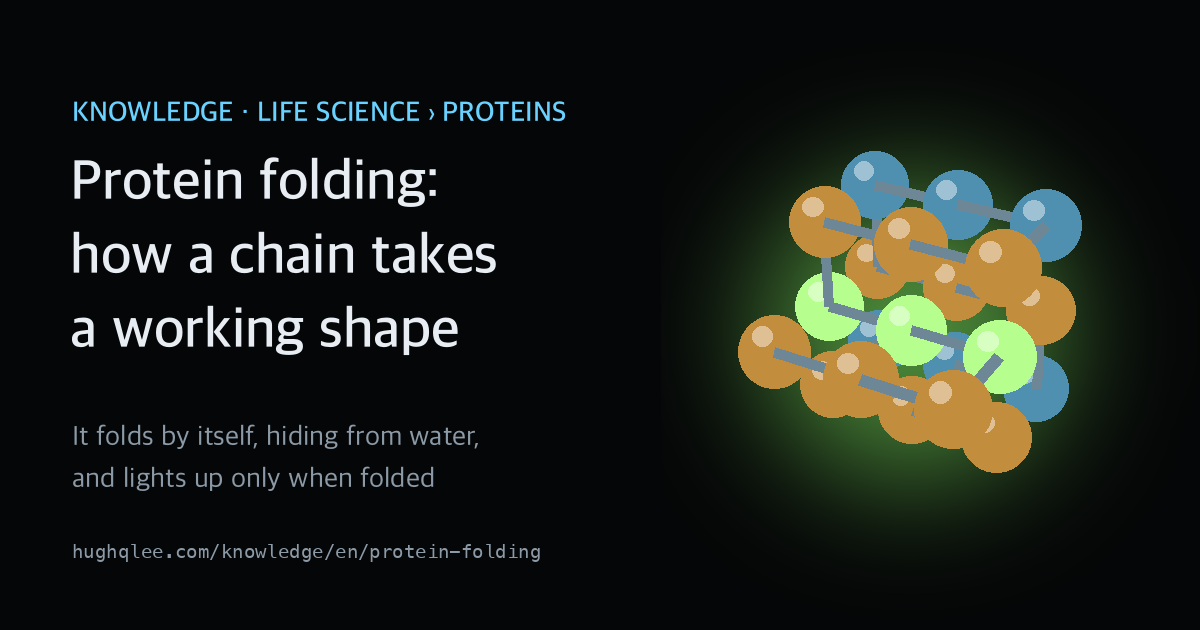 KNOWLEDGE · LIFE SCIENCE › PROTEINS
Protein folding:
how a chain takes
a working shape
It folds by itself, hiding from water,
and lights up only when folded
hughqlee.com/knowledge/en/protein-folding